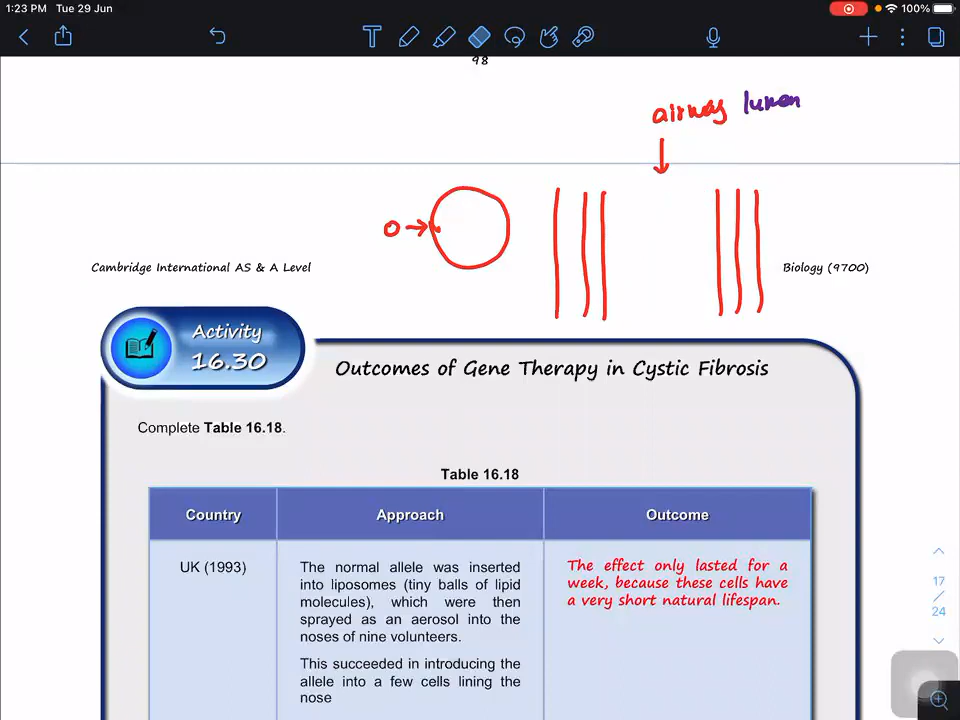 1:23 PM Tue 29 Jun
100%
T
98
airway lumen
Cambridge International AS & A Level
Biology (9700)
Activity
16.30
Outcomes of Gene Therapy in Cystic Fibrosis
Complete Table 16.18.
Table 16.18
Country
Approach
Outcome
UK (1993)
The normal allele was inserted
into liposomes (tiny balls of lipid
molecules), which were then
sprayed as an aerosol into the
noses of nine volunteers.
This succeeded in introducing the
allele into a few cells lining the
nose
The effect only lasted for a
week, because these cells have
a very short natural lifespan.
17
/
24